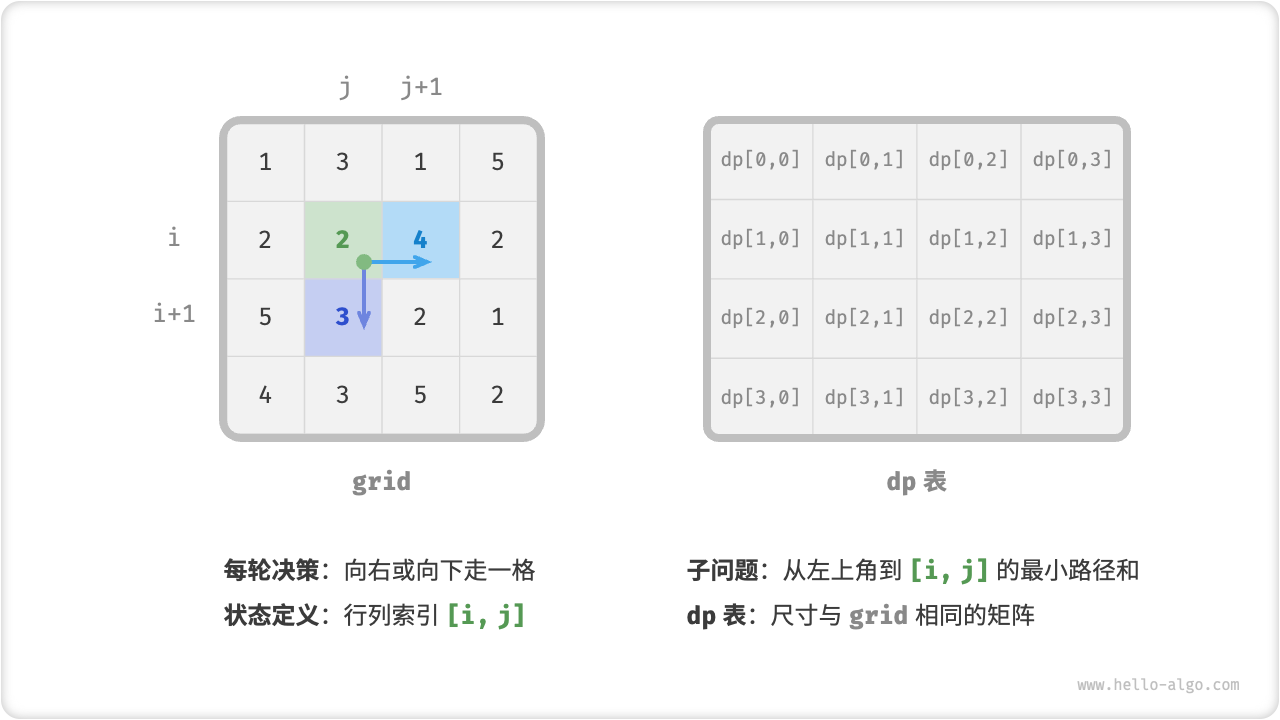 j j+1
1 3 1 5
i 2 2 4 2
i+1 5 3 2 1
4 3 5 2
grid
dp[0,0] dp[0,1] dp[0,2] dp[0,3]
dp[1,0] dp[1,1] dp[1,2] dp[1,3]
dp[2,0] dp[2,1] dp[2,2] dp[2,3]
dp[3,0] dp[3,1] dp[3,2] dp[3,3]
dp 表
每轮决策：向右或向下走一格
状态定义：行列索引 [i, j]
子问题：从左上角到 [i, j] 的最小路径和
dp 表：尺寸与 grid 相同的矩阵
www.hello-algo.com